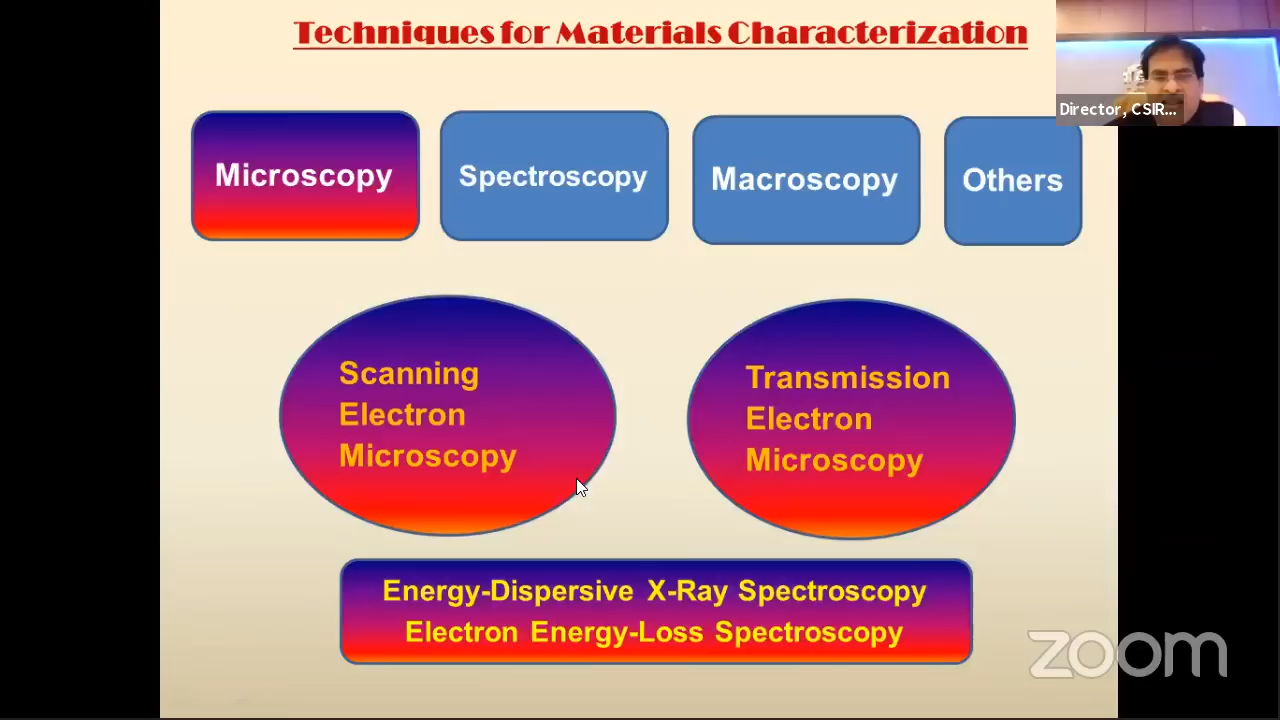 Techniques for Materials Characterization
Director, CSIR...
Microscopy
Spectroscopy
Macroscopy
Others
Scanning
Electron
Microscopy
Transmission
Electron
Microscopy
Energy-Dispersive X-Ray Spectroscopy
Electron Energy-Loss Spectroscopy
zoom